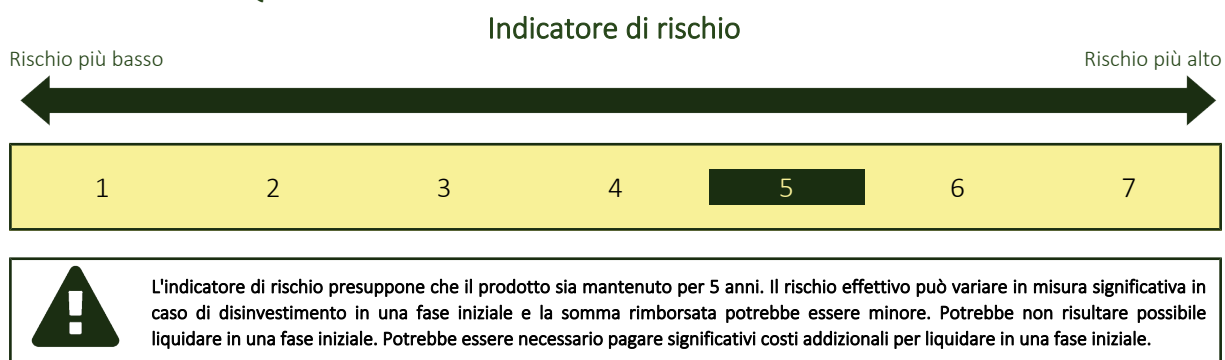 Indicatore di rischio
Rischio più basso
Rischio più alto
1 2 3 4 5 6 7
L'indicatore di rischio presuppone che il prodotto sia mantenuto per 5 anni. Il rischio effettivo può variare in misura significativa in
caso di disinvestimento in una fase iniziale e la somma rimborsata potrebbe essere minore. Potrebbe non risultare possibile
liquidare in una fase iniziale. Potrebbe essere necessario pagare significativi costi addizionali per liquidare in una fase iniziale.